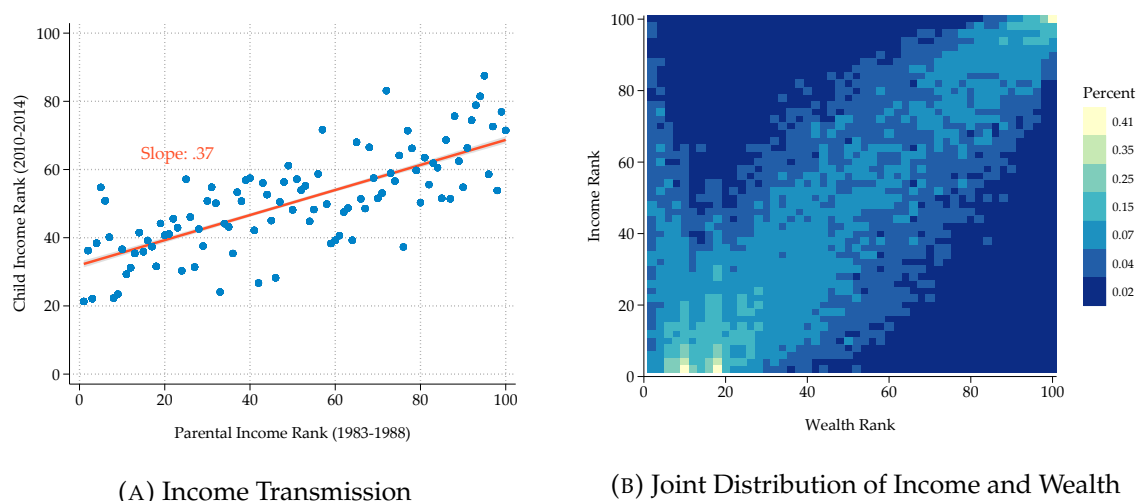 100
80
60
40
20
0
Child Income Rank (2010-2014)
Slope: .37
0 20 40 60 80 100
Parental Income Rank (1983-1988)
(A) Income Transmission
100
80
60
40
20
0
Income Rank
0 20 40 60 80 100
Wealth Rank
Percent
0.41
0.35
0.25
0.15
0.07
0.04
0.02
(B) Joint Distribution of Income and Wealth